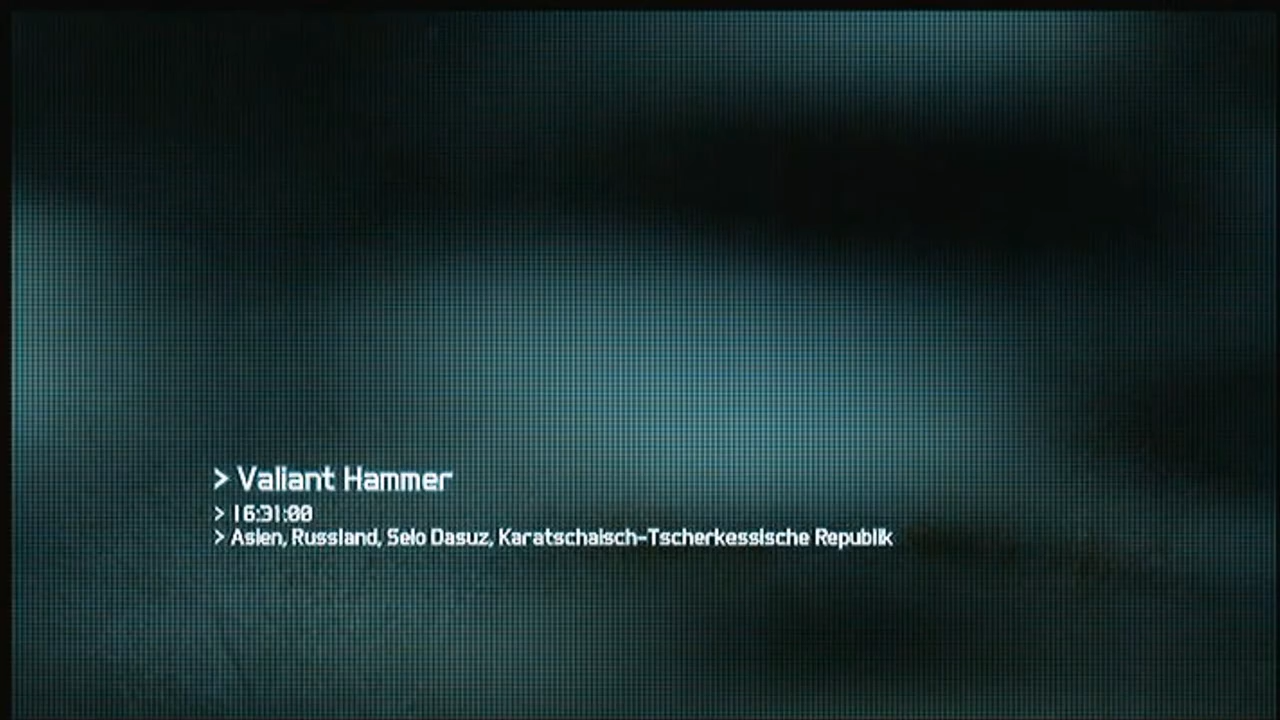 > Valiant Hammer
> 16:31:00
> Asien, Russland, Selo Dasuz, Karatschaisch-Tscherkessische Republik